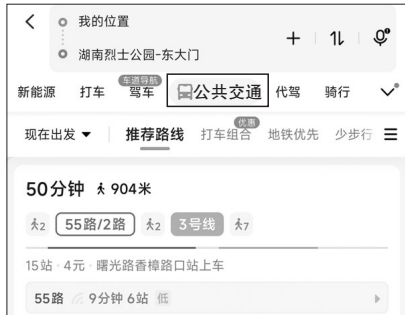 我的位置
湖南烈士公园-东大门
新能源 打车 车道导航 驾车 公共交通 代驾 骑行
现在出发 推荐路线 打车组合 优惠 地铁优先 少步行
50分钟 904米
2 55路/2路 2 3号线 7
15站·4元·曙光路香樟路口站上车
55路 9分钟 6站 低